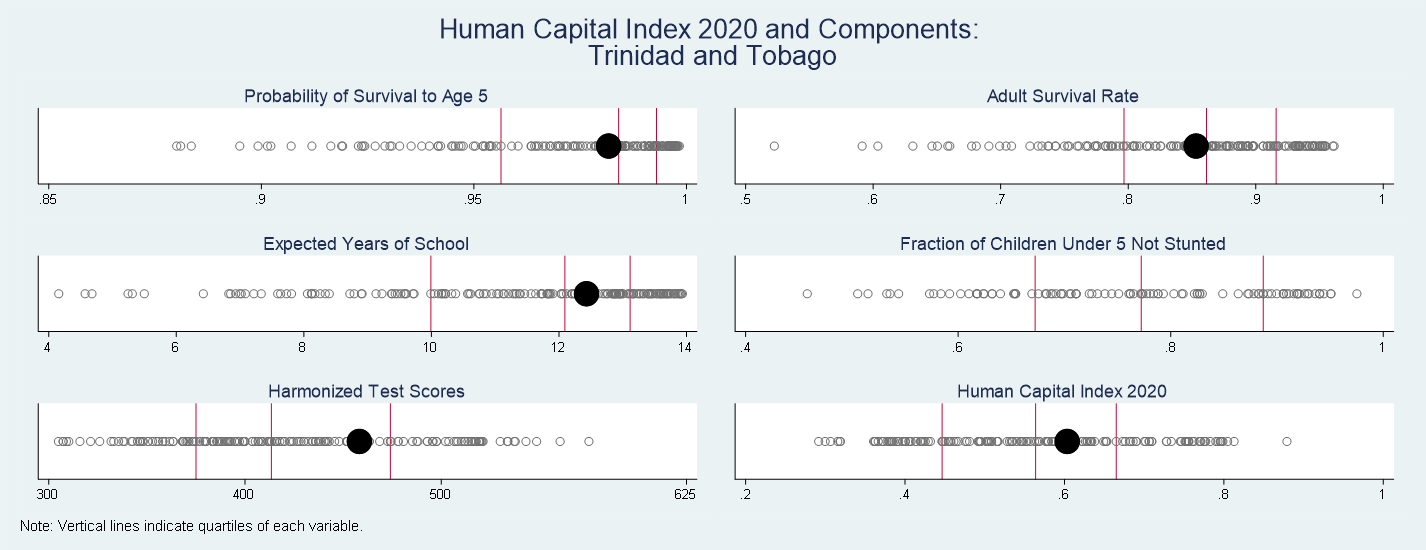 Human Capital Index 2020 and Components:
Trinidad and Tobago
Probability of Survival to Age 5
.85 .9 .95 1
Adult Survival Rate
.5 .6 .7 .8 .9 1
Expected Years of School
4 6 8 10 12 14
Fraction of Children Under 5 Not Stunted
.4 .6 .8 1
Harmonized Test Scores
300 400 500 625
Human Capital Index 2020
.2 .4 .6 .8 1
Note: Vertical lines indicate quartiles of each variable.